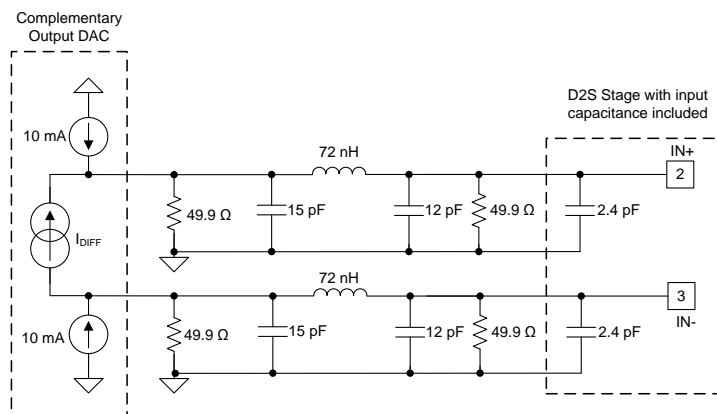 Complementary
Output DAC
D2S Stage with input
capacitance included
10 mA
72 nH
IN+
2
49.9 Ω
15 pF
12 pF
49.9 Ω
2.4 pF
IDIFF
72 nH
3
IN-
10 mA
49.9 Ω
15 pF
12 pF
49.9 Ω
2.4 pF